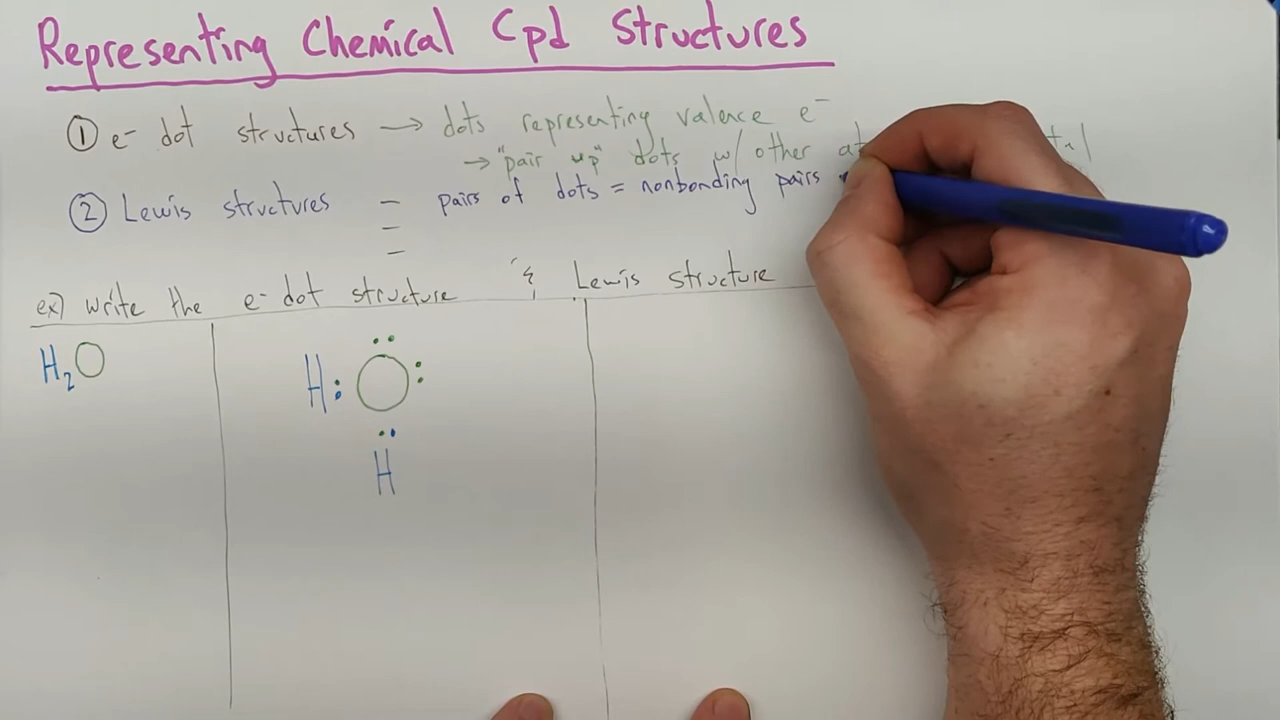 Representing Chemical Cpd Structures
① e⁻ dot structures → dots representing valence e⁻
→ "pair up" dots w/ other
② Lewis structures – pairs of dots = nonbonding pairs
–
–
ex) write the e⁻ dot structure & Lewis structure
H₂O
H : O
H